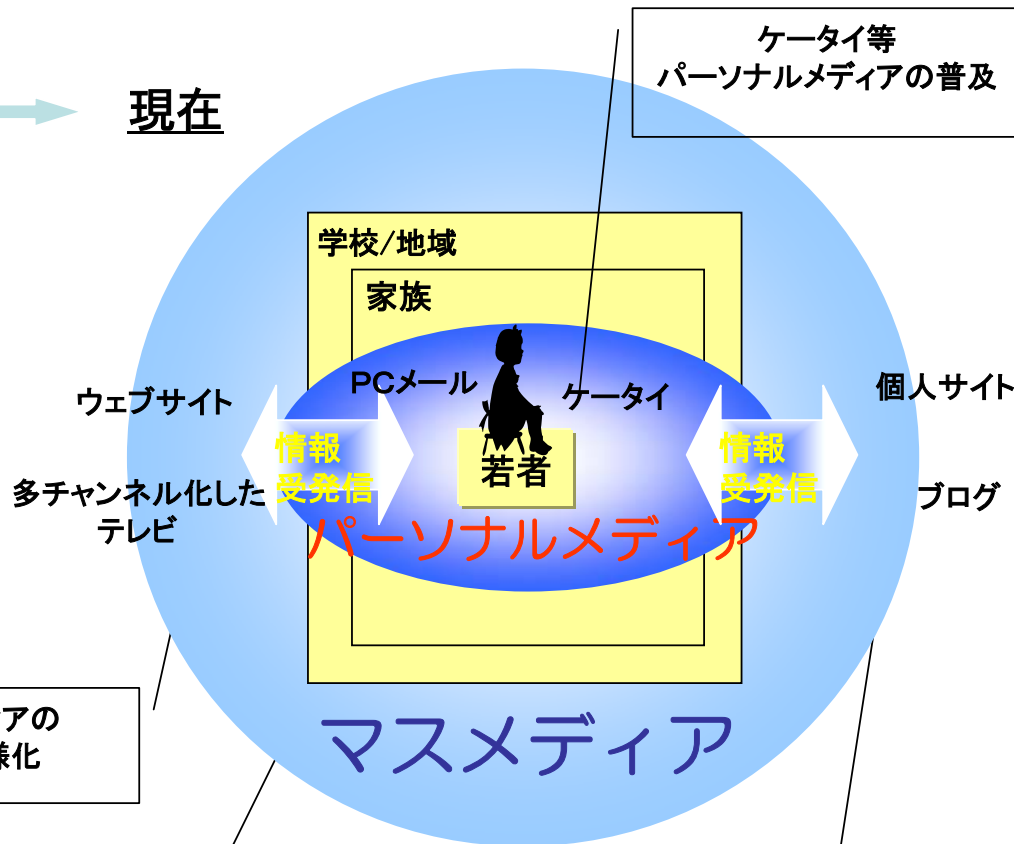 ケータイ等
パーソナルメディアの普及
現在
学校/地域
家族
PCメール
ケータイ
ウェブサイト
個人サイト
情報
受発信
情報
受発信
若者
多チャンネル化した
テレビ
ブログ
パーソナルメディア
マスメディア
アの
様化